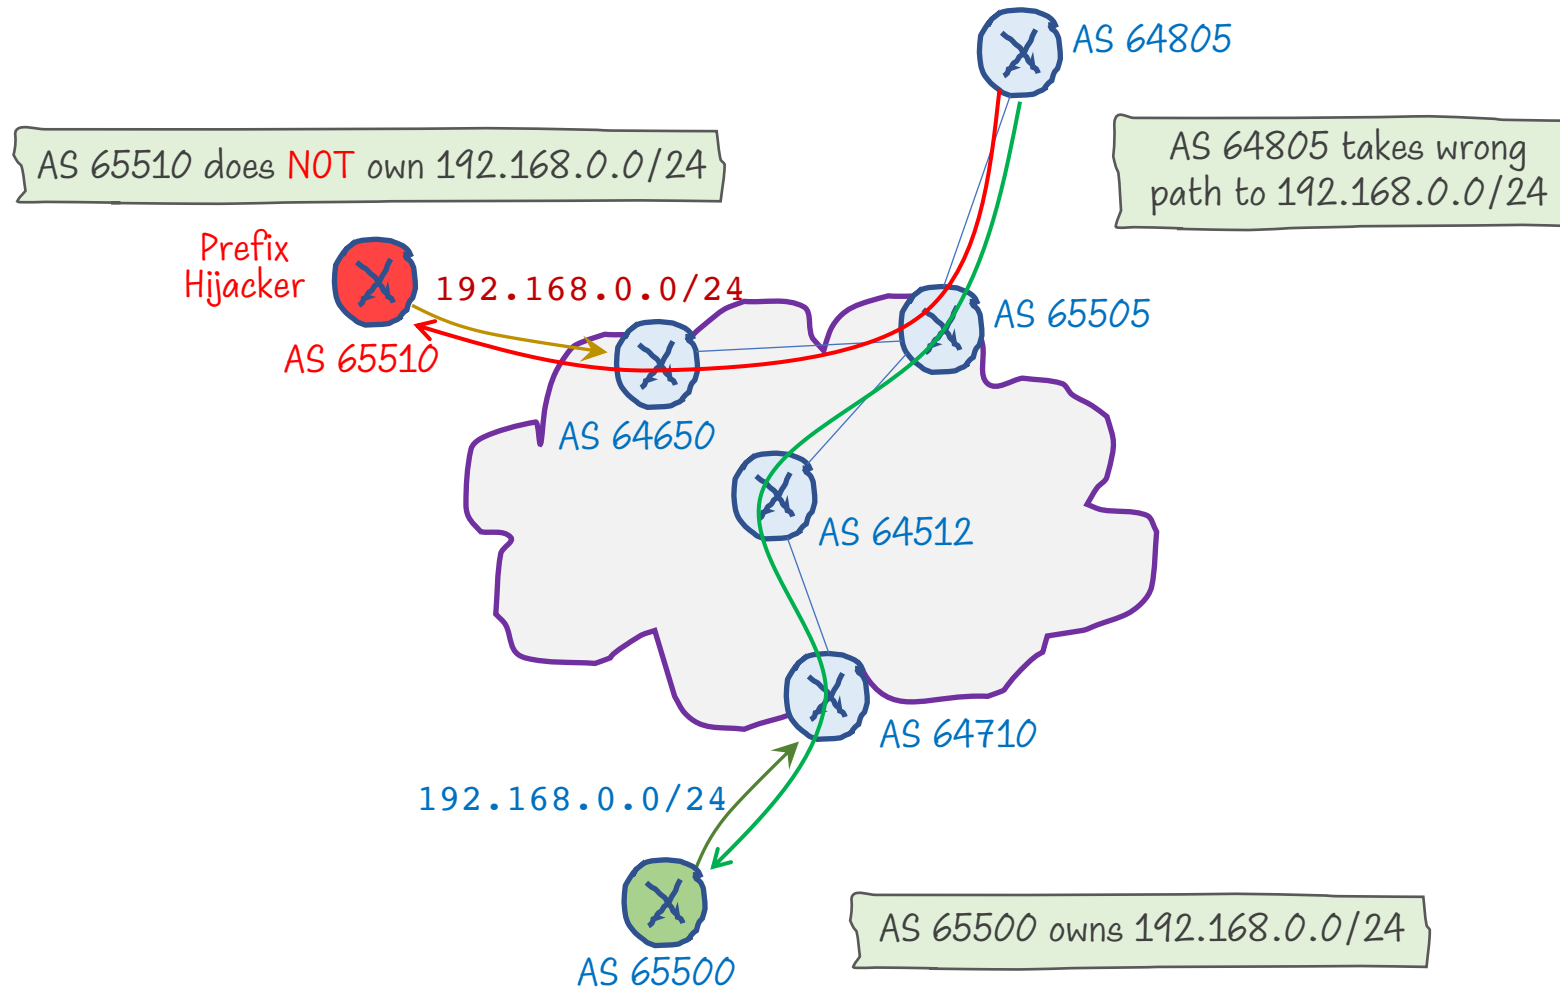 AS 64805
AS 65510 does NOT own 192.168.0.0/24
AS 64805 takes wrong
path to 192.168.0.0/24
Prefix
Hijacker
192.168.0.0/24
AS 65510
AS 65505
AS 64650
AS 64512
AS 64710
192.168.0.0/24
AS 65500 owns 192.168.0.0/24
AS 65500